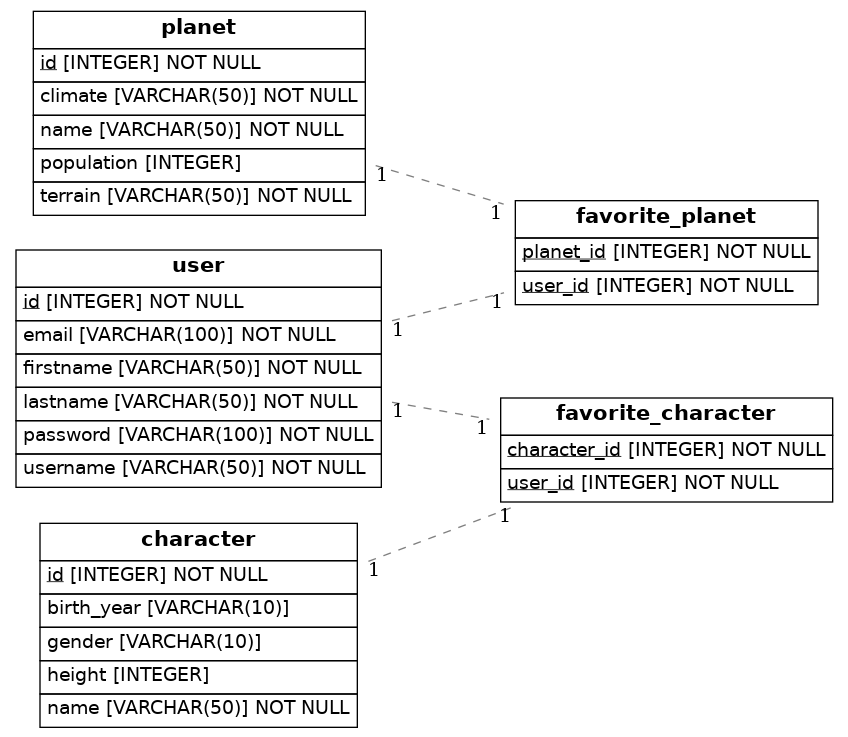 planet
id [INTEGER] NOT NULL
climate [VARCHAR(50)] NOT NULL
name [VARCHAR(50)] NOT NULL
population [INTEGER]
terrain [VARCHAR(50)] NOT NULL
1
1
favorite_planet
planet_id [INTEGER] NOT NULL
user_id [INTEGER] NOT NULL
user
id [INTEGER] NOT NULL
email [VARCHAR(100)] NOT NULL
firstname [VARCHAR(50)] NOT NULL
lastname [VARCHAR(50)] NOT NULL
password [VARCHAR(100)] NOT NULL
username [VARCHAR(50)] NOT NULL
1
1
1
1
favorite_character
character_id [INTEGER] NOT NULL
user_id [INTEGER] NOT NULL
character
id [INTEGER] NOT NULL
birth_year [VARCHAR(10)]
gender [VARCHAR(10)]
height [INTEGER]
name [VARCHAR(50)] NOT NULL
1
1